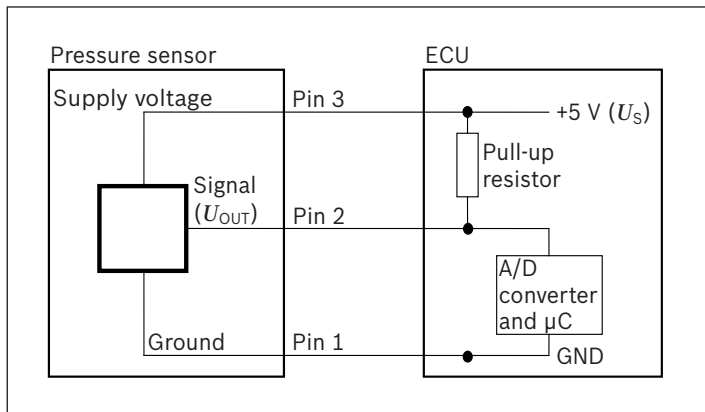 Pressure sensor
ECU
Supply voltage
Pin 3
+5 V (US)
Pull-up
resistor
Signal
(UOUT)
Pin 2
A/D
converter
and µC
Ground
Pin 1
GND